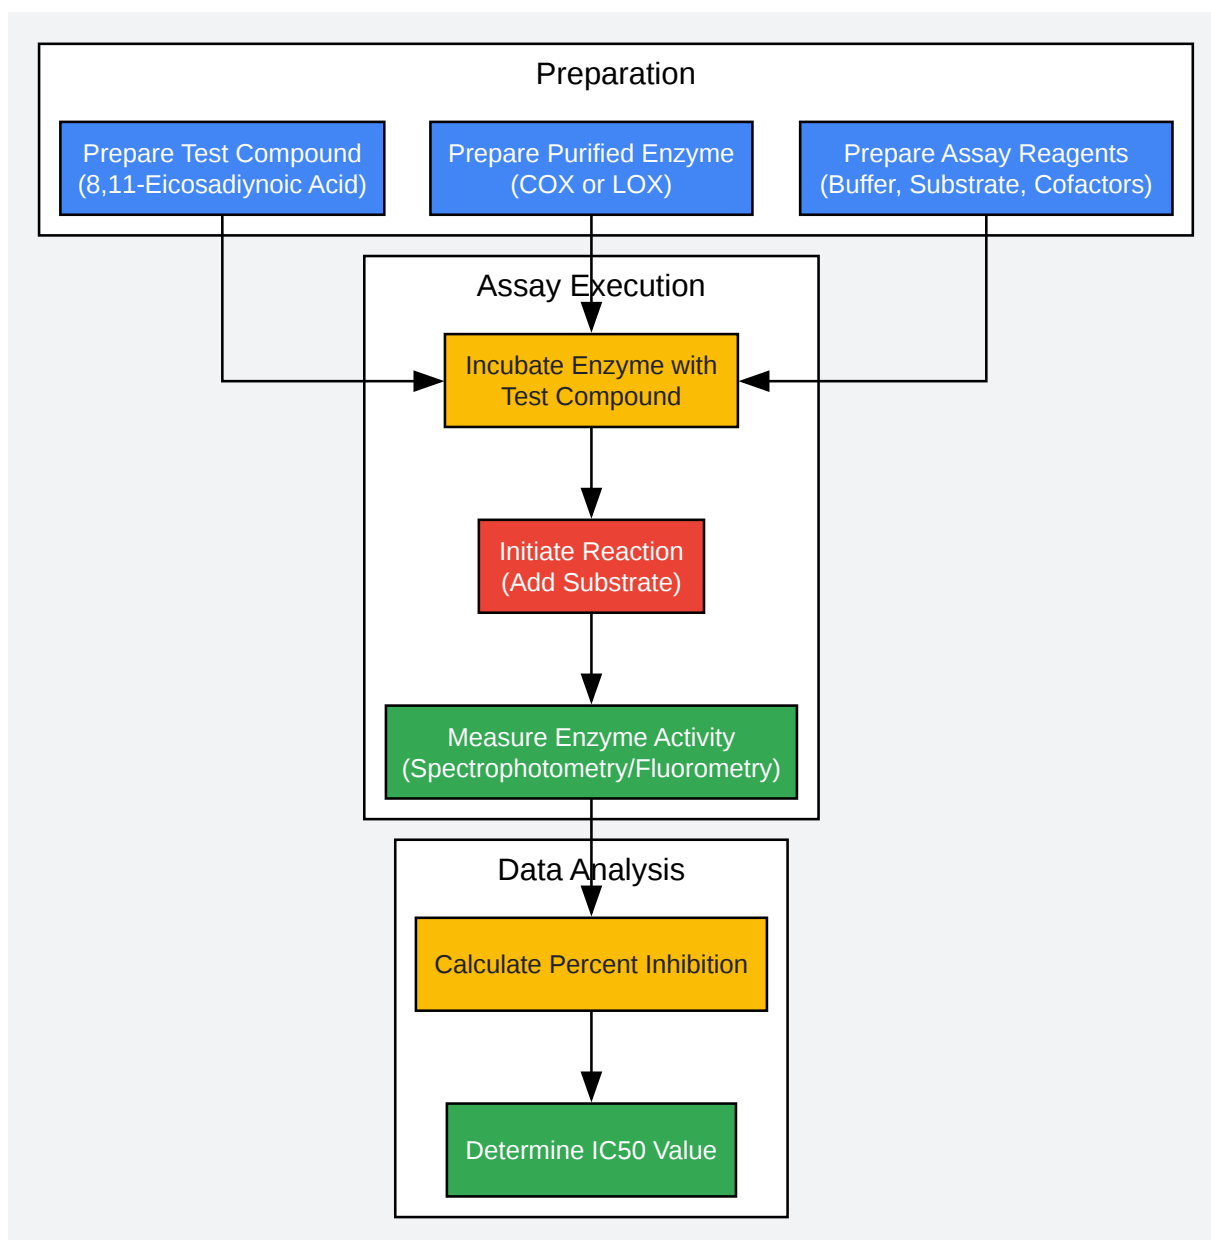 Preparation
Prepare Test Compound
(8,11-Eicosadiynoic Acid)
Prepare Purified Enzyme
(COX or LOX)
Prepare Assay Reagents
(Buffer, Substrate, Cofactors)
Assay Execution
Incubate Enzyme with
Test Compound
Initiate Reaction
(Add Substrate)
Measure Enzyme Activity
(Spectrophotometry/Fluorometry)
Data Analysis
Calculate Percent Inhibition
Determine IC50 Value